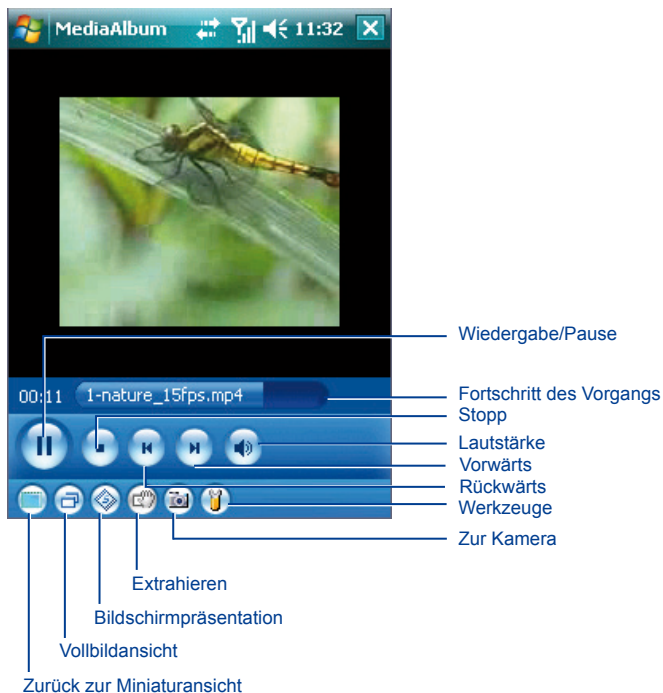 MediaAlbum 11:32
Wiedergabe/Pause
00:11 1-nature_15fps.mp4
Fortschritt des Vorgangs
Stopp
Lautstärke
Vorwärts
Rückwärts
Werkzeuge
Zur Kamera
Extrahieren
Bildschirmpräsentation
Vollbildansicht
Zurück zur Miniaturansicht